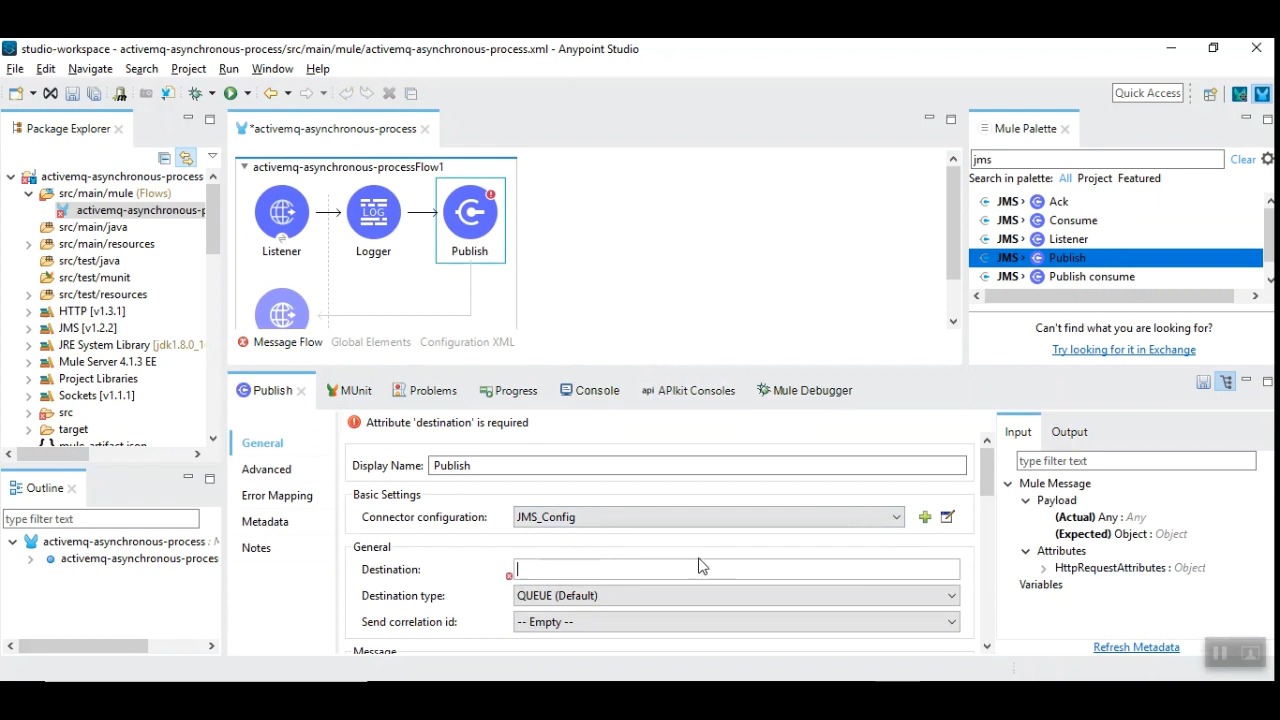 studio-workspace - activemq-asynchronous-process/src/main/mule/activemq-asynchronous-process.xml - Anypoint Studio
File Edit Navigate Search Project Run Window Help
Quick Access
Package Explorer
activemq-asynchronous-process
src/main/mule (Flows)
activemq-asynchronous-p
src/main/java
src/main/resources
src/test/java
src/test/munit
src/test/resources
HTTP [v1.3.1]
JMS [v1.2.2]
JRE System Library [jdk1.8.0_1
Mule Server 4.1.3 EE
Project Libraries
Sockets [v1.1.1]
src
target
mule-artifact.json
Outline
type filter text
activemq-asynchronous-process : M
activemq-asynchronous-proces
*activemq-asynchronous-process
activemq-asynchronous-processFlow1
LOG
Listener
Logger
Publish
Message Flow Global Elements Configuration XML
Mule Palette
jms
Clear
Search in palette: All Project Featured
JMS › Ack
JMS › Consume
JMS › Listener
JMS › Publish
JMS › Publish consume
Can't find what you are looking for?
Try looking for it in Exchange
Publish
MUnit
Problems
Progress
Console
api APIkit Consoles
Mule Debugger
General
Advanced
Error Mapping
Metadata
Notes
Attribute 'destination' is required
Display Name: Publish
Basic Settings
Connector configuration: JMS_Config
General
Destination:
Destination type: QUEUE (Default)
Send correlation id: -- Empty --
Message
Input
Output
type filter text
Mule Message
Payload
(Actual) Any : Any
(Expected) Object : Object
Attributes
HttpRequestAttributes : Object
Variables
Refresh Metadata